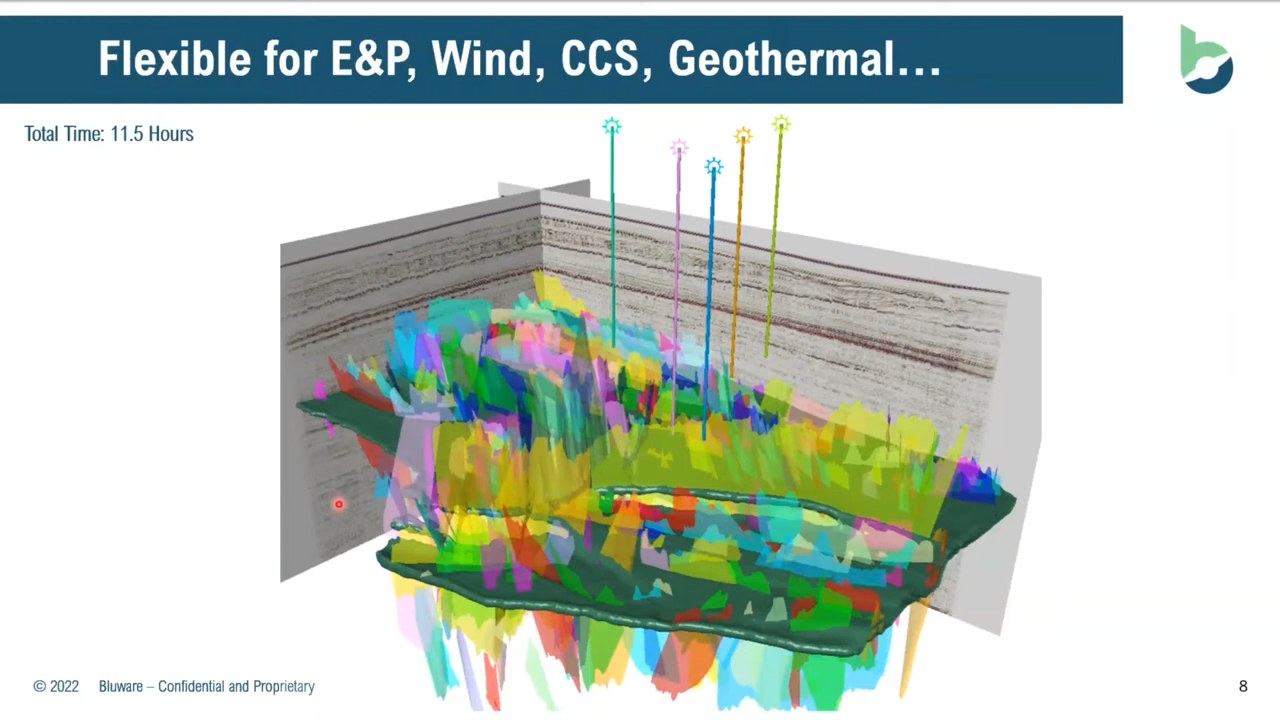 Flexible for E&P, Wind, CCS, Geothermal...
Total Time: 11.5 Hours
© 2022 Bluware – Confidential and Proprietary
8